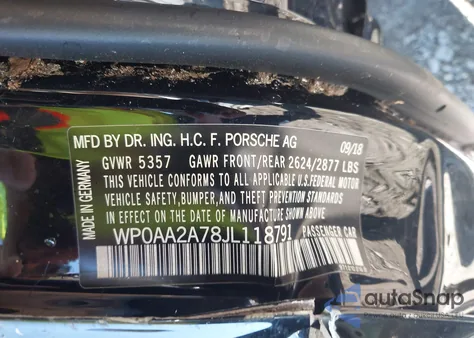 MFD BY DR. ING. H.C. F. PORSCHE AG 09/18
GVWR 5357 GAWR FRONT/REAR 2624/2877 LBS
THIS VEHICLE CONFORMS TO ALL APPLICABLE U.S.FEDERAL MOTOR
VEHICLE SAFETY,BUMPER,AND THEFT PREVENTION STANDARDS
IN EFFECT ON THE DATE OF MANUFACTURE SHOWN ABOVE.
WP0AA2A78JL118791 PASSENGER CAR
MADE IN GERMANY
autaSnap